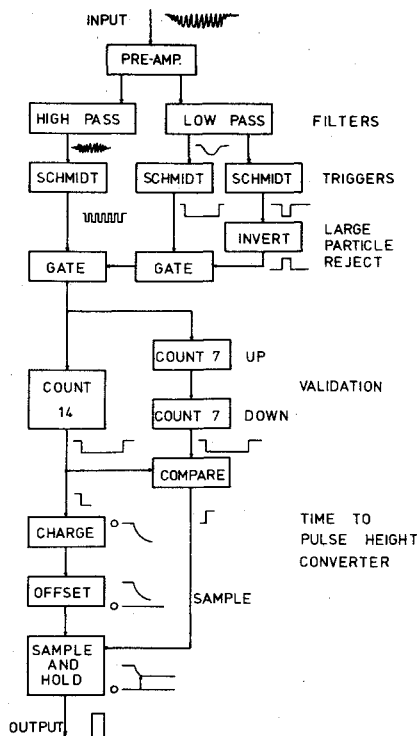 INPUT
PRE-AMP.
HIGH PASS
LOW PASS
FILTERS
SCHMIDT
SCHMIDT
SCHMIDT
TRIGGERS
INVERT
LARGE
PARTICLE
REJECT
GATE
GATE
COUNT 7
UP
COUNT
14
VALIDATION
COUNT 7
DOWN
COMPARE
CHARGE
TIME TO
PULSE HEIGHT
CONVERTER
OFFSET
SAMPLE
SAMPLE
AND
HOLD
OUTPUT